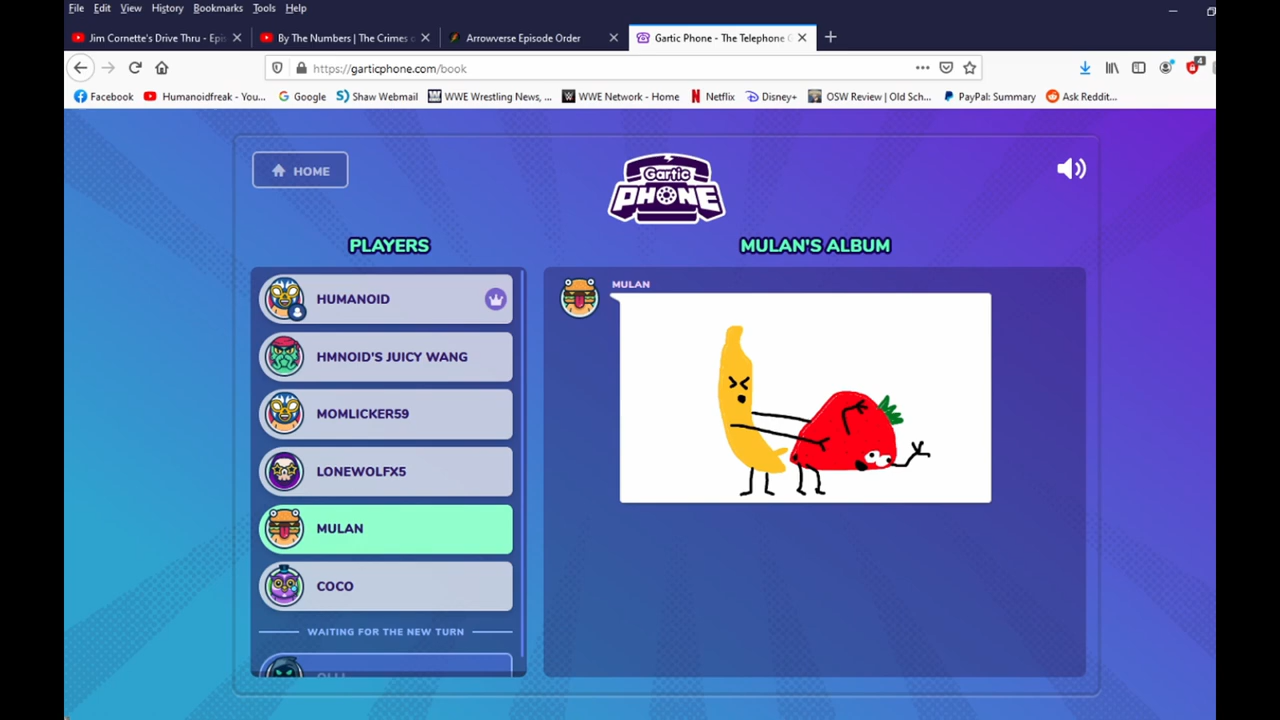 File Edit View History Bookmarks Tools Help
Jim Cornette's Drive Thru - Epi
By The Numbers | The Crimes o
Arrowverse Episode Order
Gartic Phone - The Telephone G
https://garticphone.com/book
4
Facebook
Humanoidfreak - You...
Google
Shaw Webmail
WWE Wrestling News, ...
WWE Network - Home
Netflix
Disney+
OSW Review | Old Sch...
PayPal: Summary
Ask Reddit...
HOME
Gartic
PHONE
PLAYERS
MULAN'S ALBUM
HUMANOID
HMNOID'S JUICY WANG
MOMLICKER59
LONEWOLFX5
MULAN
COCO
WAITING FOR THE NEW TURN
MULAN